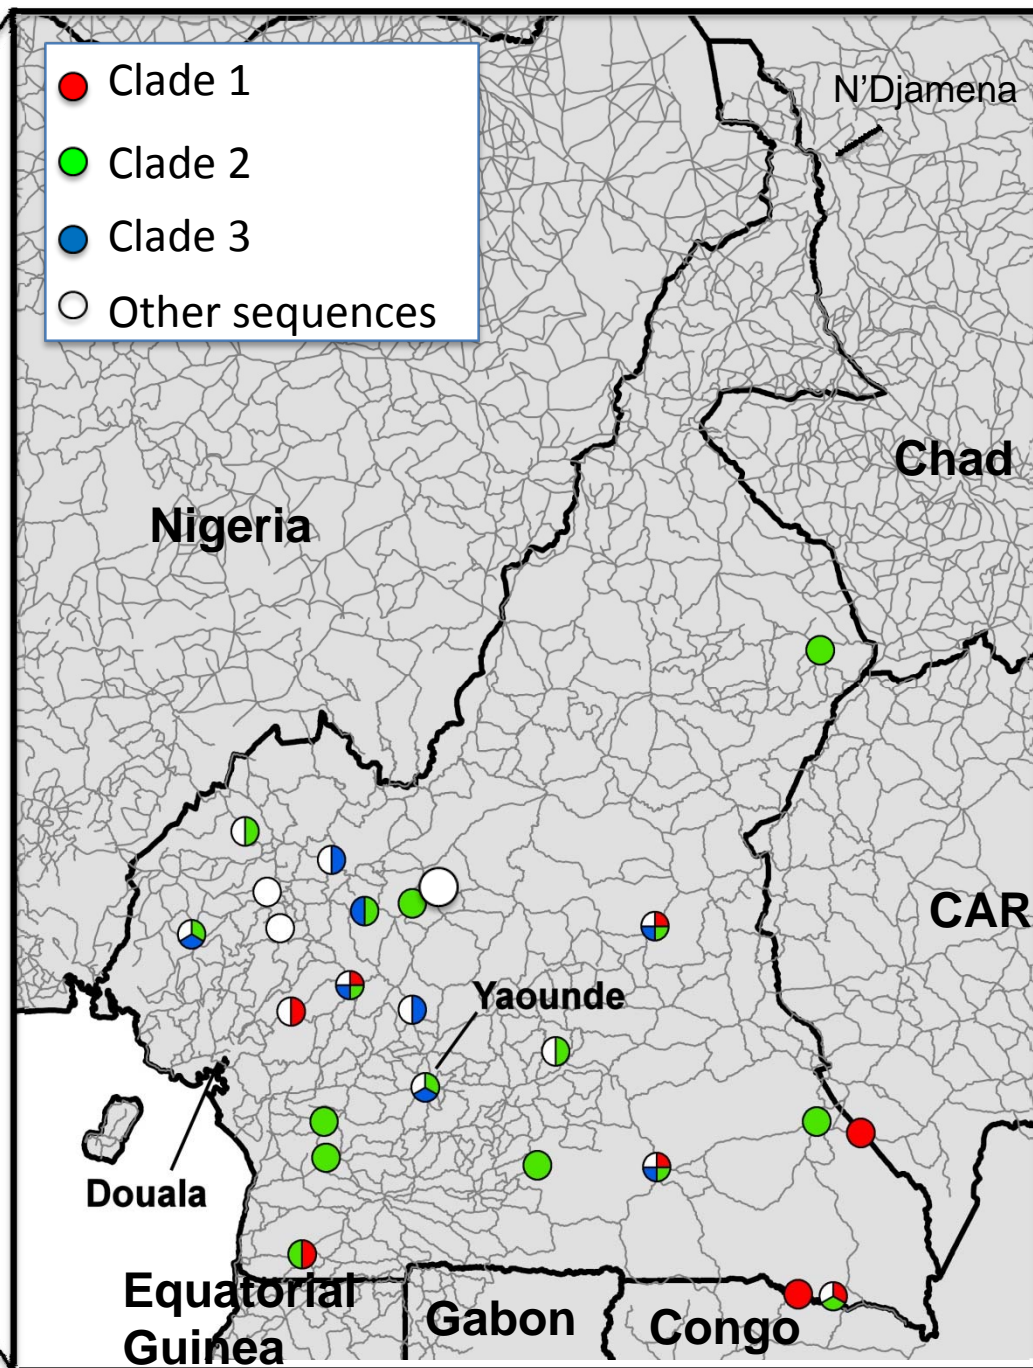 Clade 1
Clade 2
Clade 3
Other sequences
N'Djamena
Chad
Nigeria
CAR
Yaounde
Douala
Equatorial
Guinea
Gabon
Congo